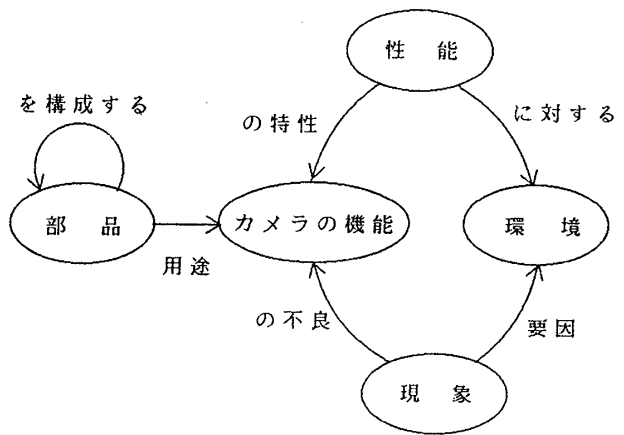 性 能
を構成する
の特性
に対する
部 品
カメラの機能
環 境
用途
の不良
要因
現 象